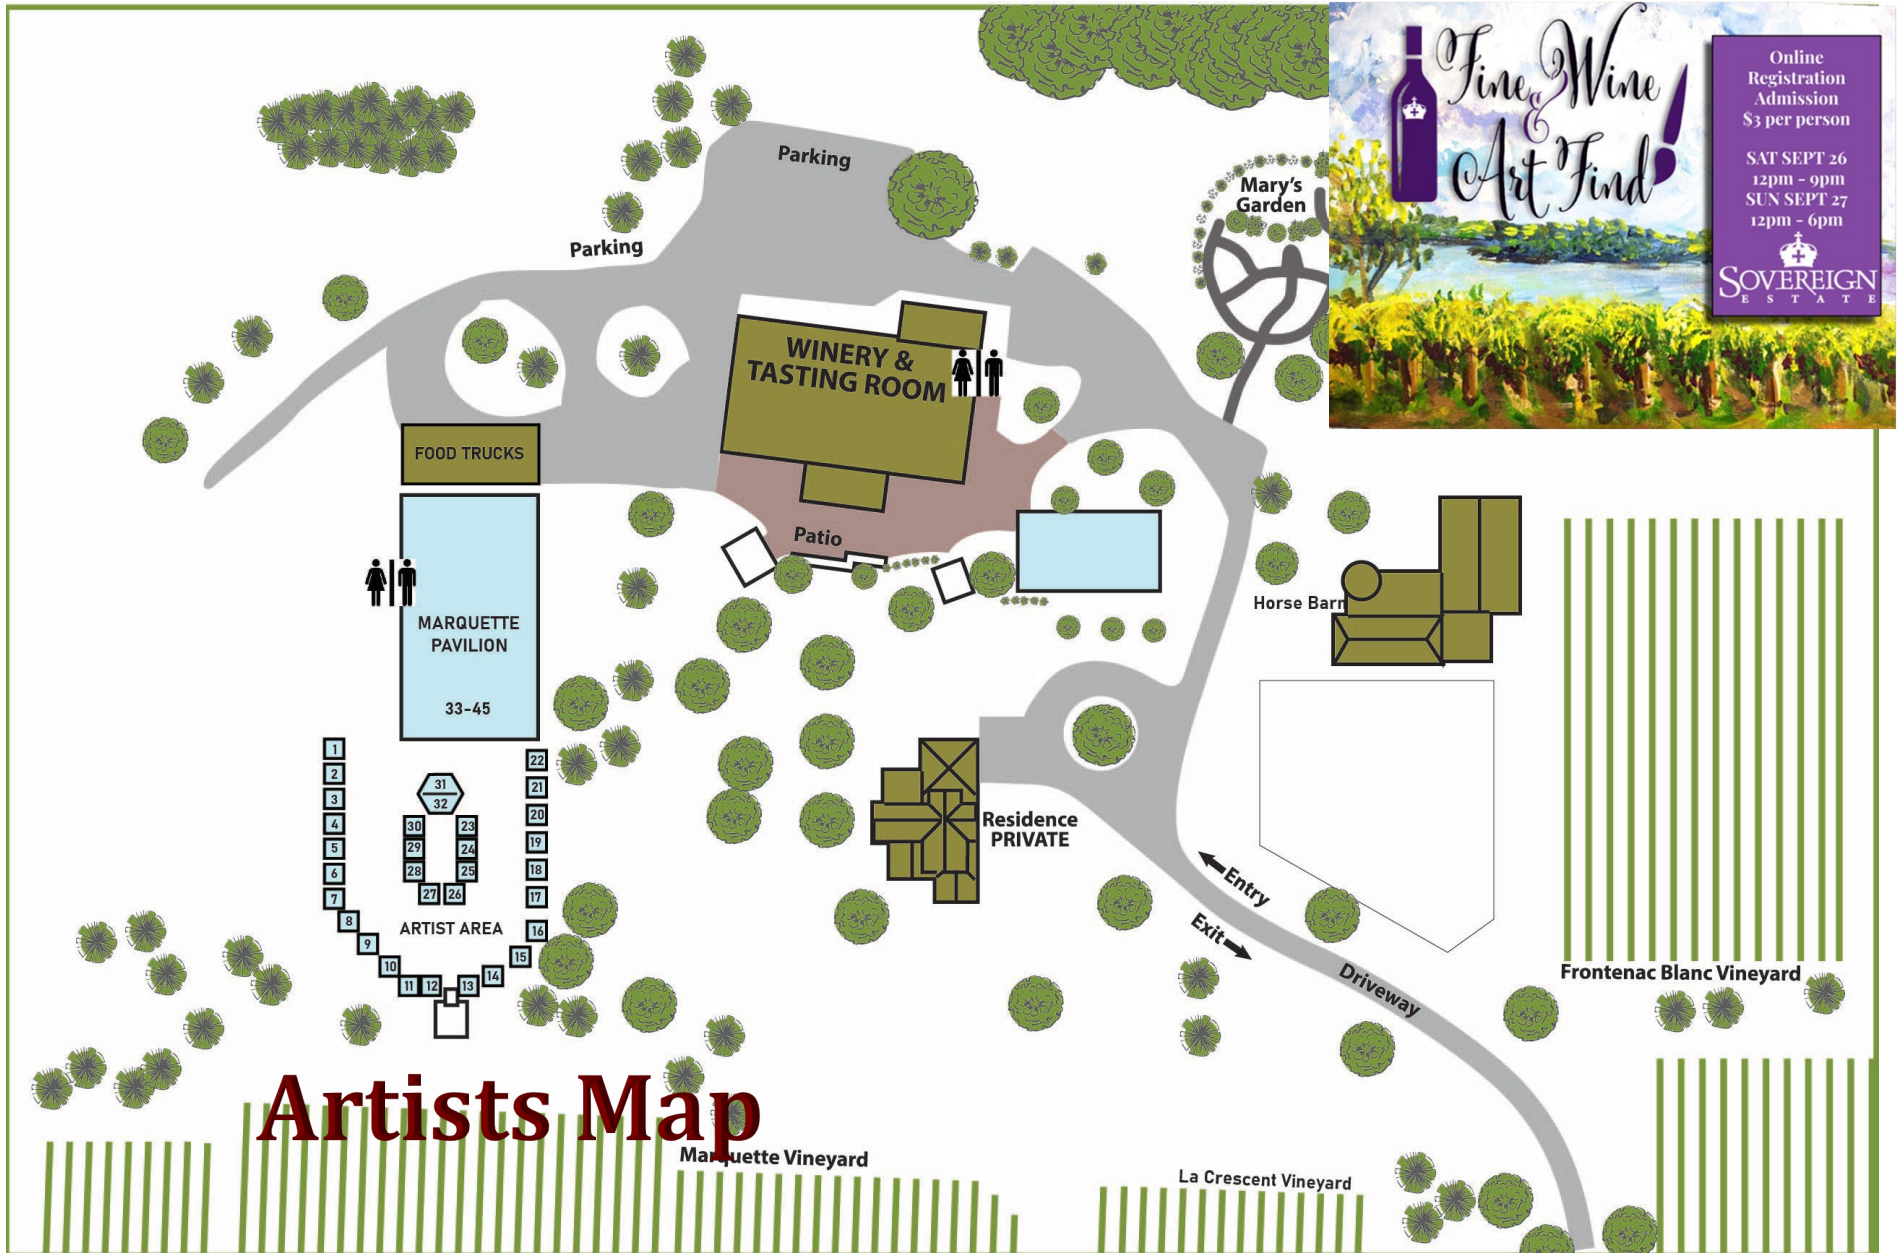 Fine Wine
&
Art Find!
Online
Registration
Admission
$3 per person
SAT SEPT 26
12pm - 9pm
SUN SEPT 27
12pm - 6pm
SOVEREIGN
ESTATE
Parking
Parking
Mary's
Garden
WINERY &
TASTING ROOM
FOOD TRUCKS
Patio
MARQUETTE
PAVILION
33-45
Horse Barn
1
2
3
4
5
6
7
8
9
10
11
12
13
14
15
16
17
18
19
20
21
22
31
32
30
23
29
24
28
25
27
26
ARTIST AREA
Residence
PRIVATE
Entry
Exit
Driveway
Frontenac Blanc Vineyard
Artists Map
Marquette Vineyard
La Crescent Vineyard